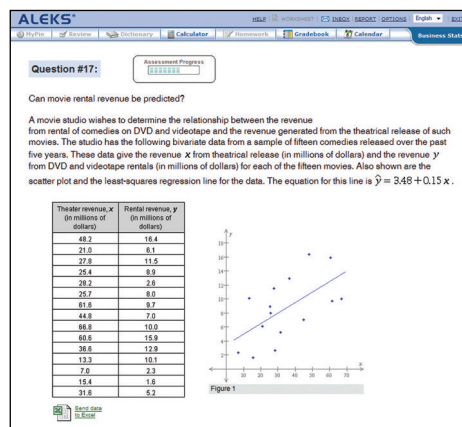 ALEKS®
HELP WORKSHEET INBOX REPORT OPTIONS English EXIT
MyPie Review Dictionary Calculator Homework Gradebook Calendar Business Stat
Question #17:
Assessment Progress
Can movie rental revenue be predicted?
A movie studio wishes to determine the relationship between the revenue
from rental of comedies on DVD and videotape and the revenue generated from the theatrical release of such
movies. The studio has the following bivariate data from a sample of fifteen comedies released over the past
five years. These data give the revenue x from theatrical release (in millions of dollars) and the revenue y
from DVD and videotape rentals (in millions of dollars) for each of the fifteen movies. Also shown are the
scatter plot and the least-squares regression line for the data. The equation for this line is ŷ = 3.48 + 0.15 x .
Theater revenue, x (in millions of dollars) Rental revenue, y (in millions of dollars)
48.2 16.4
21.0 6.1
27.8 11.5
25.4 8.9
28.2 2.6
25.7 8.0
61.6 9.7
44.8 7.0
66.8 10.0
60.6 15.9
36.6 12.9
13.3 10.1
7.0 2.3
15.4 1.6
31.6 5.2
y
18
16
14
12
10
8
6
4
2
x
10 20 30 40 50 60 70
Figure 1
Send data
to Excel